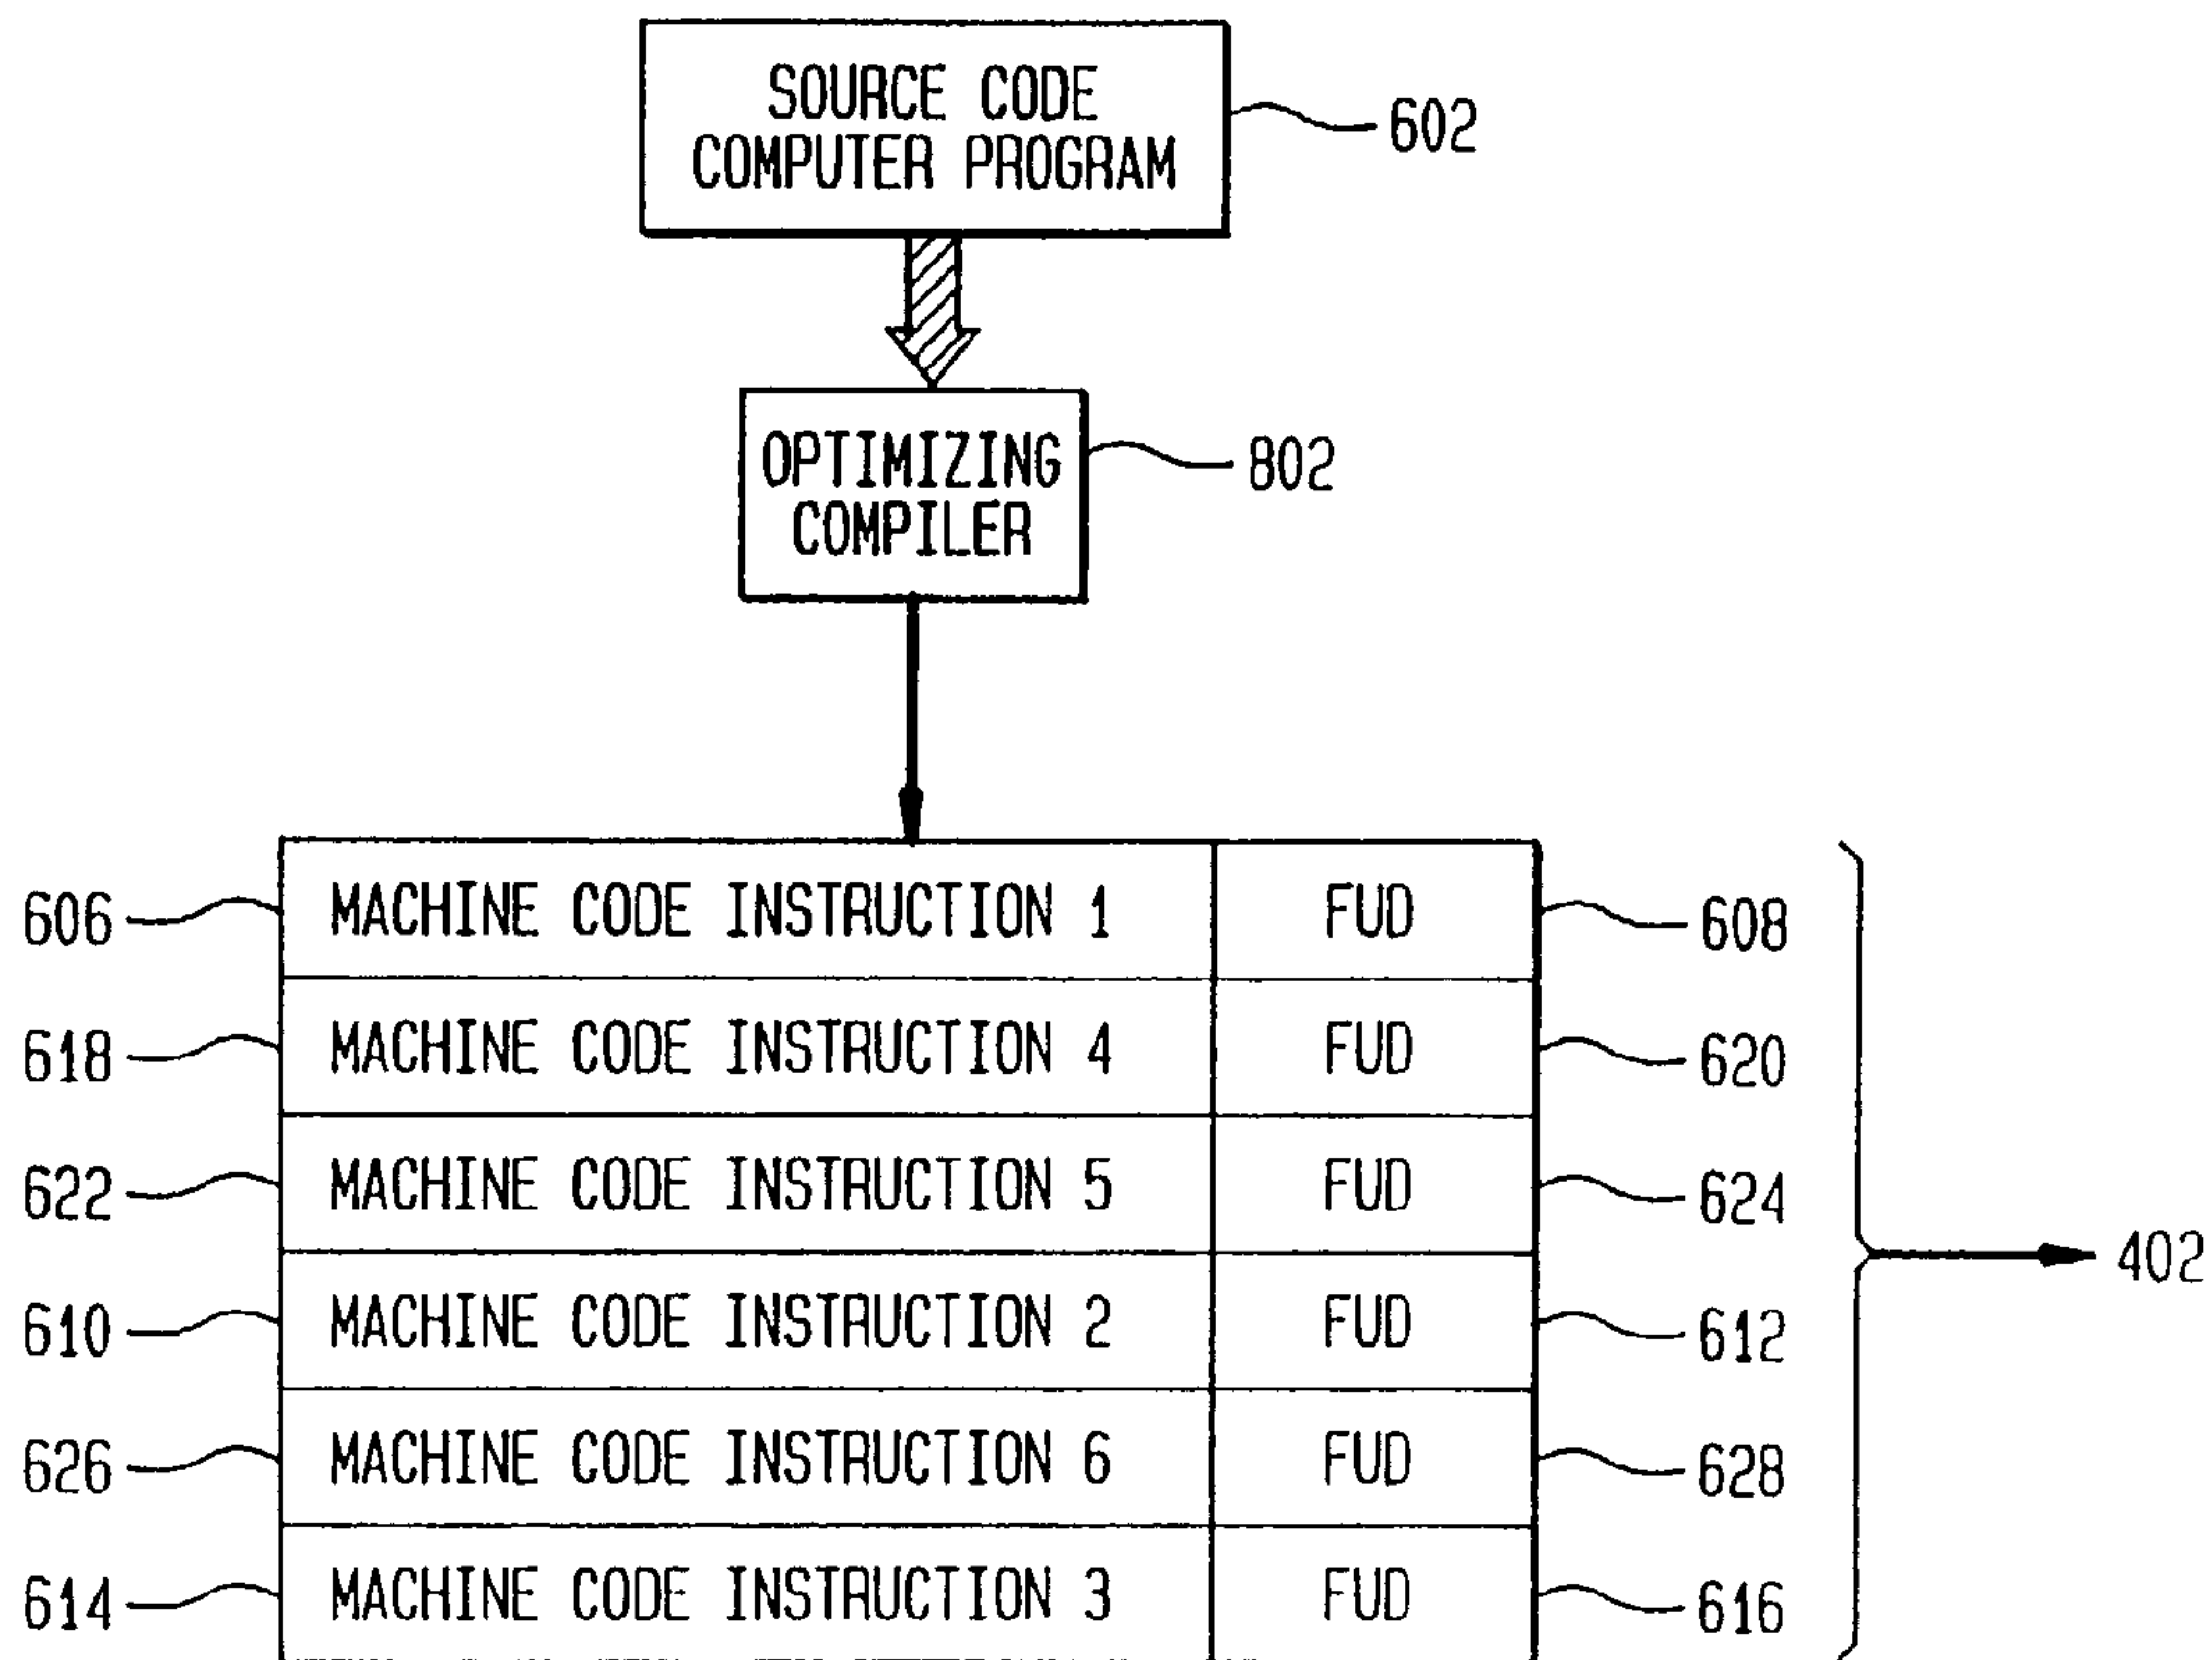 SOURCE CODE
COMPUTER PROGRAM
602
OPTIMIZING
COMPILER
802
606 MACHINE CODE INSTRUCTION 1 FUD 608
618 MACHINE CODE INSTRUCTION 4 FUD 620
622 MACHINE CODE INSTRUCTION 5 FUD 624
402
610 MACHINE CODE INSTRUCTION 2 FUD 612
626 MACHINE CODE INSTRUCTION 6 FUD 628
614 MACHINE CODE INSTRUCTION 3 FUD 616